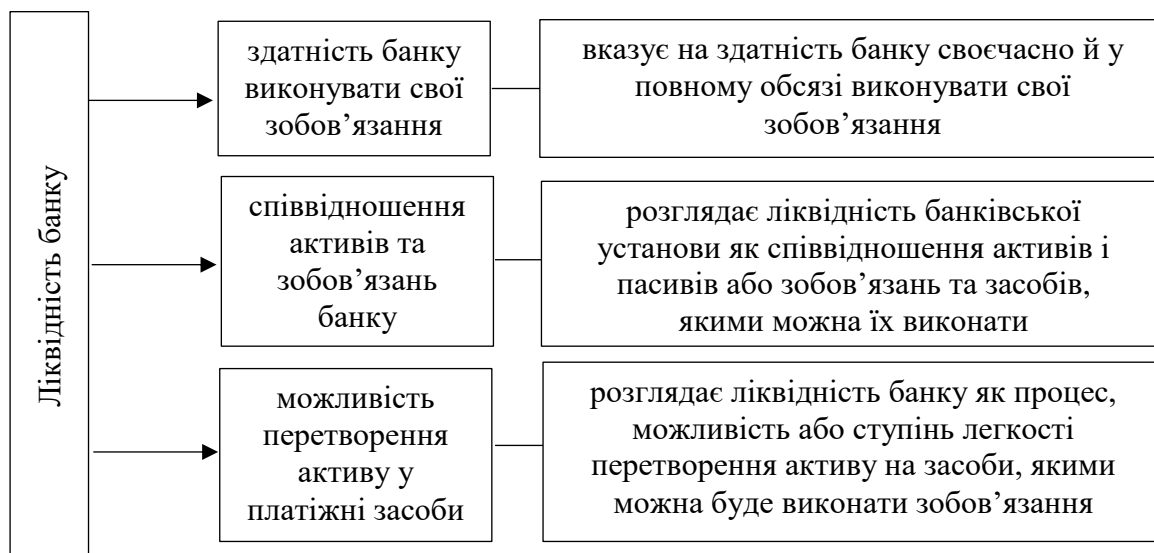 Ліквідність банку
здатність банку
виконувати свої
зобов’язання
вказує на здатність банку своєчасно й у
повному обсязі виконувати свої
зобов’язання
співвідношення
активів та
зобов’язань
банку
розглядає ліквідність банківської
установи як співвідношення активів і
пасивів або зобов’язань та засобів,
якими можна їх виконати
можливість
перетворення
активу у
платіжні засоби
розглядає ліквідність банку як процес,
можливість або ступінь легкості
перетворення активу на засоби, якими
можна буде виконати зобов’язання